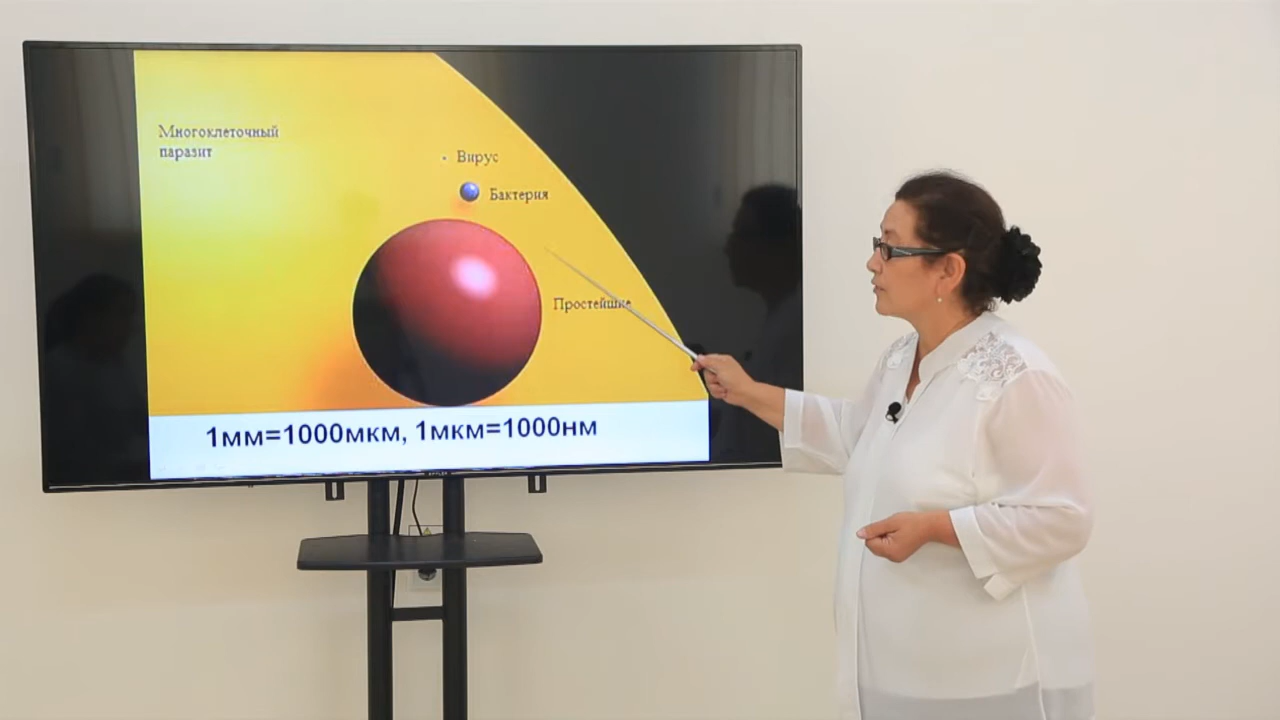 Многоклеточный
паразит
Вирус
Бактерия
Простейшие
1мм=1000мкм, 1мкм=1000нм